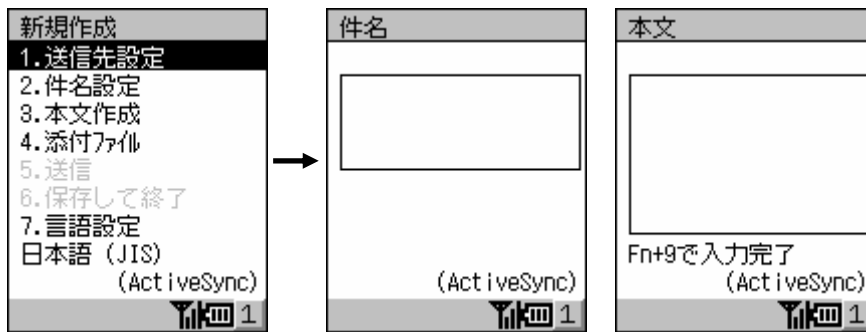 新規作成
1.送信先設定
2.件名設定
3.本文作成
4.添付ﾌｧｲﾙ
5.送信
6.保存して終了
7.言語設定
日本語 (JIS)
(ActiveSync)
1
件名
(ActiveSync)
1
本文
Fn+9で入力完了
(ActiveSync)
1